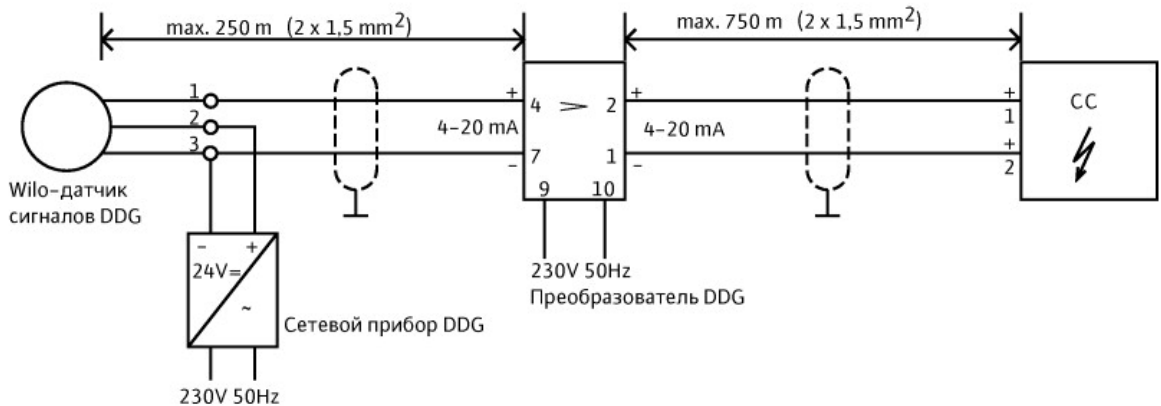 max. 250 m (2 x 1,5 mm²)
max. 750 m (2 x 1,5 mm²)
1
2
3
+
4
>
2
+
4–20 mA
4–20 mA
–
7
1
–
9
10
+
1
CC
+
2
Wilo–датчик
сигналов DDG
– +
24V=
~
Сетевой прибор DDG
230V 50Hz
230V 50Hz
Преобразователь DDG